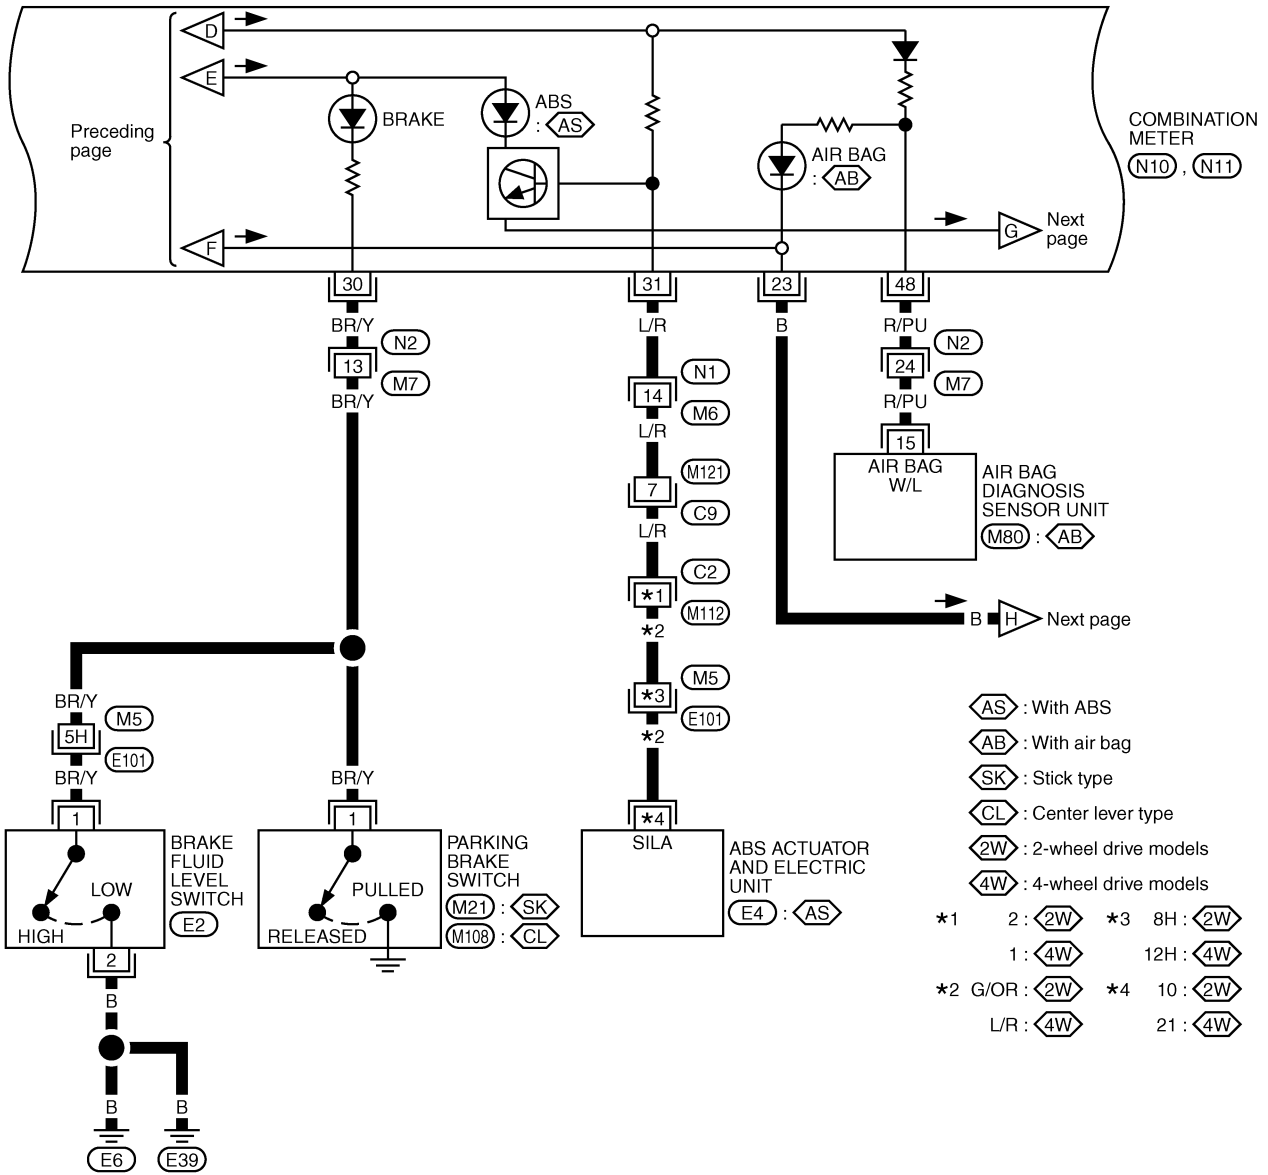 D
E
Preceding
page
F
BRAKE
ABS
: AS
AIR BAG
: AB
G
Next
page
COMBINATION
METER
N10 , N11
30
31
23
48
BR/Y
L/R
B
R/PU
N2
13
M7
BR/Y
N1
14
M6
L/R
N2
24
M7
R/PU
15
AIR BAG
W/L
AIR BAG
DIAGNOSIS
SENSOR UNIT
M80 : AB
M121
7
C9
L/R
C2
*1
M112
*2
B
H
Next page
M5
*3
E101
*2
BR/Y
M5
5H
E101
BR/Y
BR/Y
1
1
*4
HIGH
LOW
BRAKE
FLUID
LEVEL
SWITCH
E2
RELEASED
PULLED
PARKING
BRAKE
SWITCH
M21 : SK
M108 : CL
SILA
ABS ACTUATOR
AND ELECTRIC
UNIT
E4 : AS
2
B
B
B
E6
E39
AS : With ABS
AB : With air bag
SK : Stick type
CL : Center lever type
2W : 2-wheel drive models
4W : 4-wheel drive models
*1 2 : 2W *3 8H : 2W
1 : 4W 12H : 4W
*2 G/OR : 2W *4 10 : 2W
L/R : 4W 21 : 4W